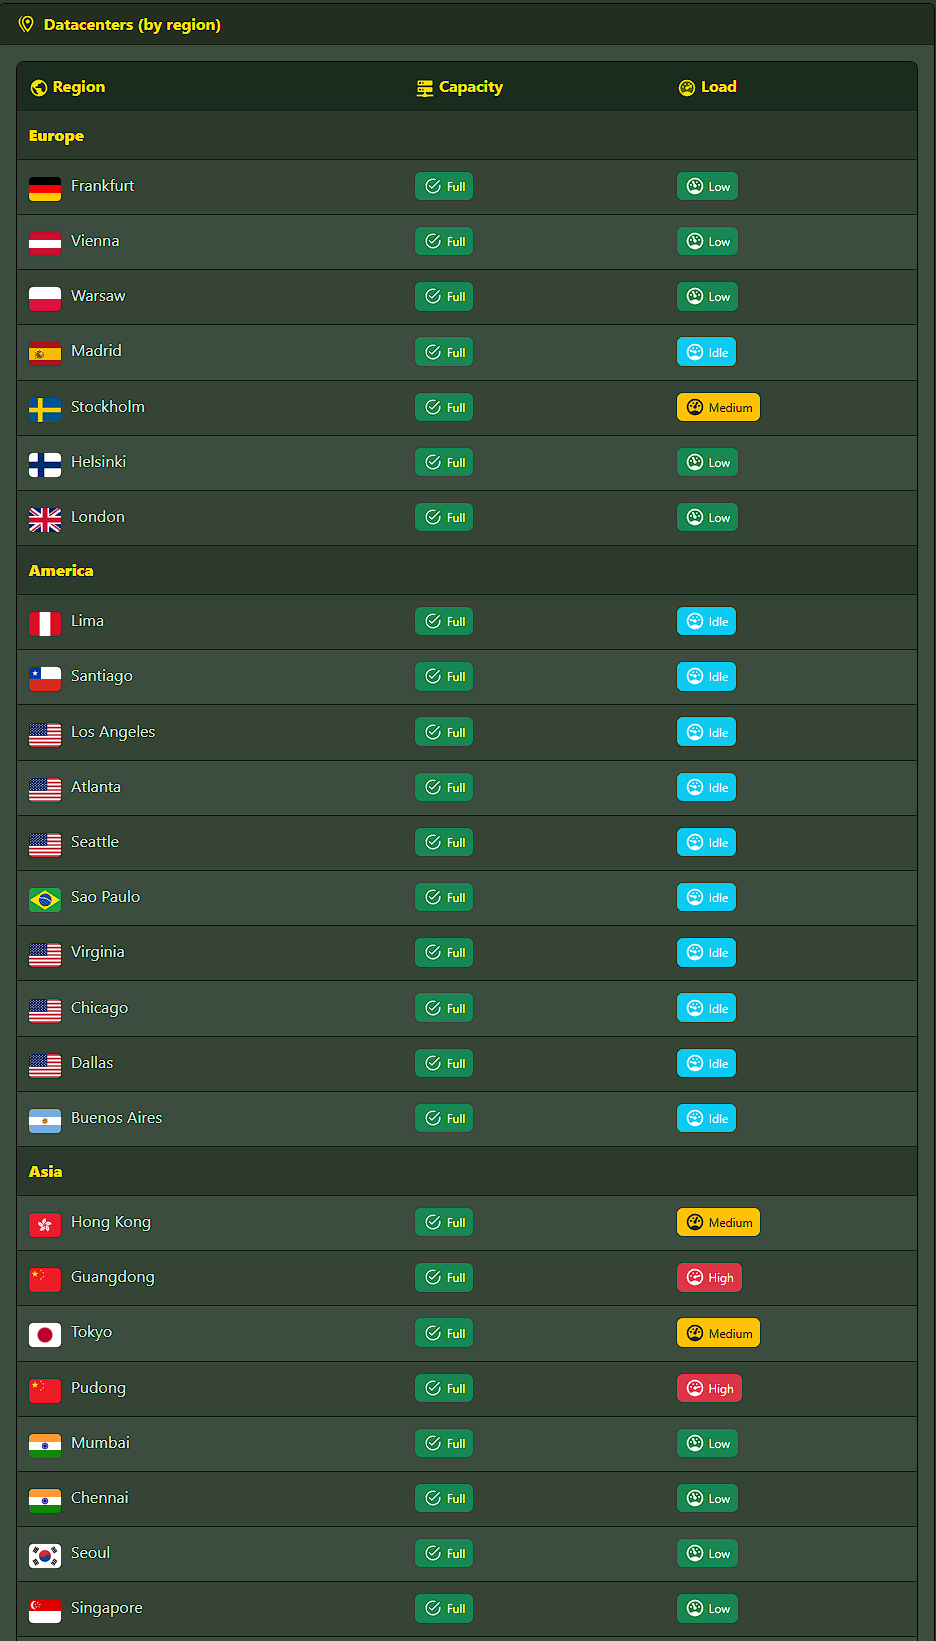 Datacenters (by region)
Region Capacity Load
Europe
Frankfurt Full Low
Vienna Full Low
Warsaw Full Low
Madrid Full Idle
Stockholm Full Medium
Helsinki Full Low
London Full Low
America
Lima Full Idle
Santiago Full Idle
Los Angeles Full Idle
Atlanta Full Idle
Seattle Full Idle
Sao Paulo Full Idle
Virginia Full Idle
Chicago Full Idle
Dallas Full Idle
Buenos Aires Full Idle
Asia
Hong Kong Full Medium
Guangdong Full High
Tokyo Full Medium
Pudong Full High
Mumbai Full Low
Chennai Full Low
Seoul Full Low
Singapore Full Low